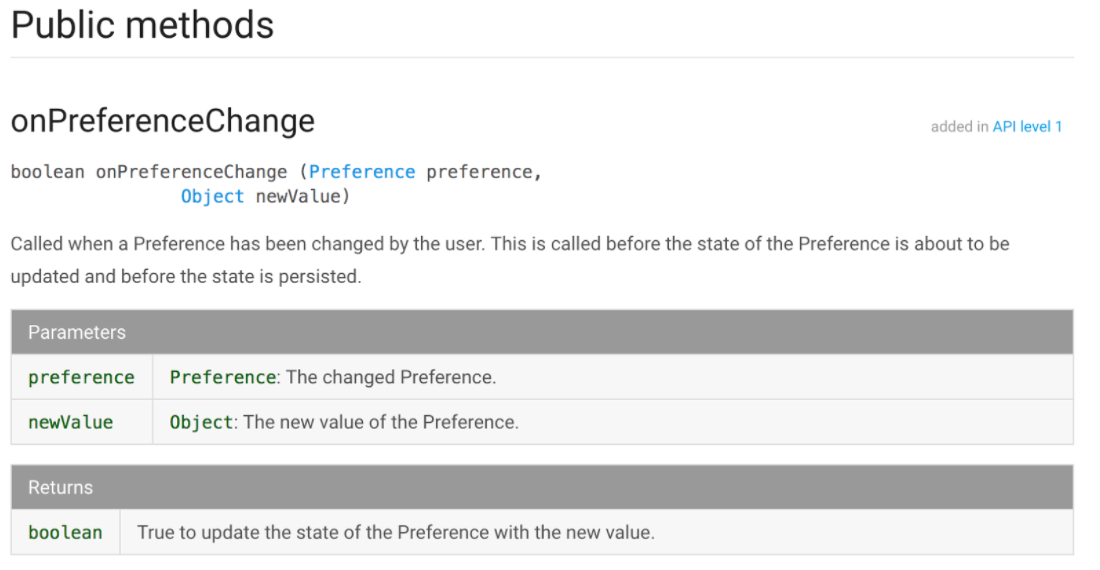 Public methods
onPreferenceChange
added in API level 1
boolean onPreferenceChange (Preference preference,
Object newValue)
Called when a Preference has been changed by the user. This is called before the state of the Preference is about to be
updated and before the state is persisted.
Parameters
preference Preference: The changed Preference.
newValue Object: The new value of the Preference.
Returns
boolean True to update the state of the Preference with the new value.